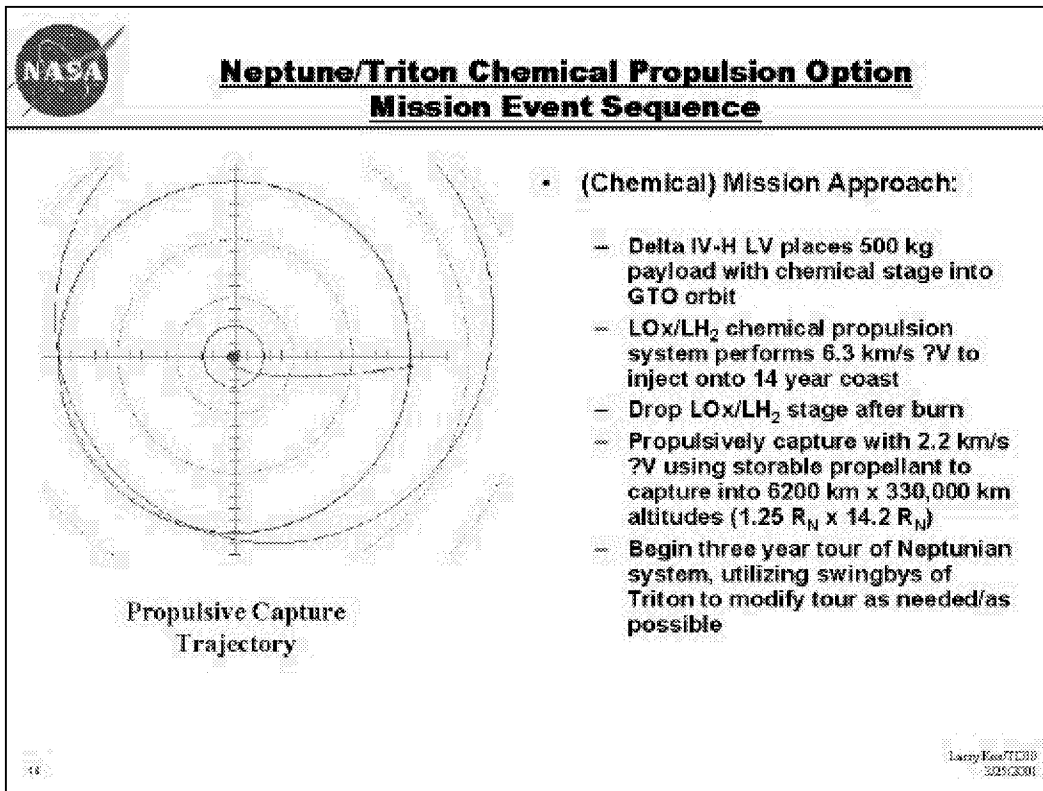 NASA
Neptune/Triton Chemical Propulsion Option
Mission Event Sequence
• (Chemical) Mission Approach:
– Delta IV-H LV places 500 kg
payload with chemical stage into
GTO orbit
– LOx/LH₂ chemical propulsion
system performs 6.3 km/s ?V to
inject onto 14 year coast
– Drop LOx/LH₂ stage after burn
– Propulsively capture with 2.2 km/s
?V using storable propellant to
capture into 6200 km x 330,000 km
altitudes (1.25 R_N x 14.2 R_N)
– Begin three year tour of Neptunian
system, utilizing swingbys of
Triton to modify tour as needed/as
possible
Propulsive Capture
Trajectory
Larry